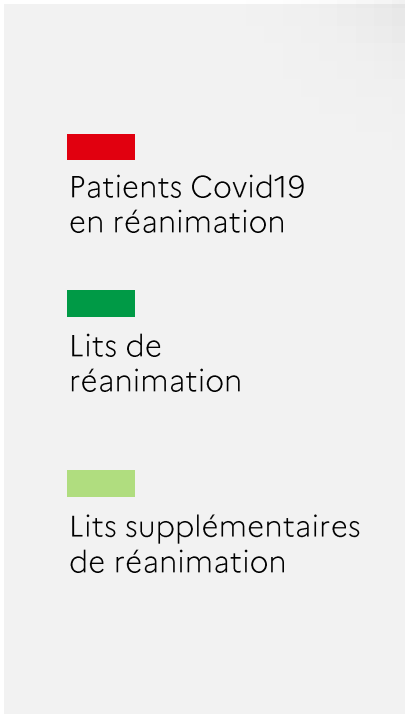 Patients Covid19
en réanimation
Lits de
réanimation
Lits supplémentaires
de réanimation